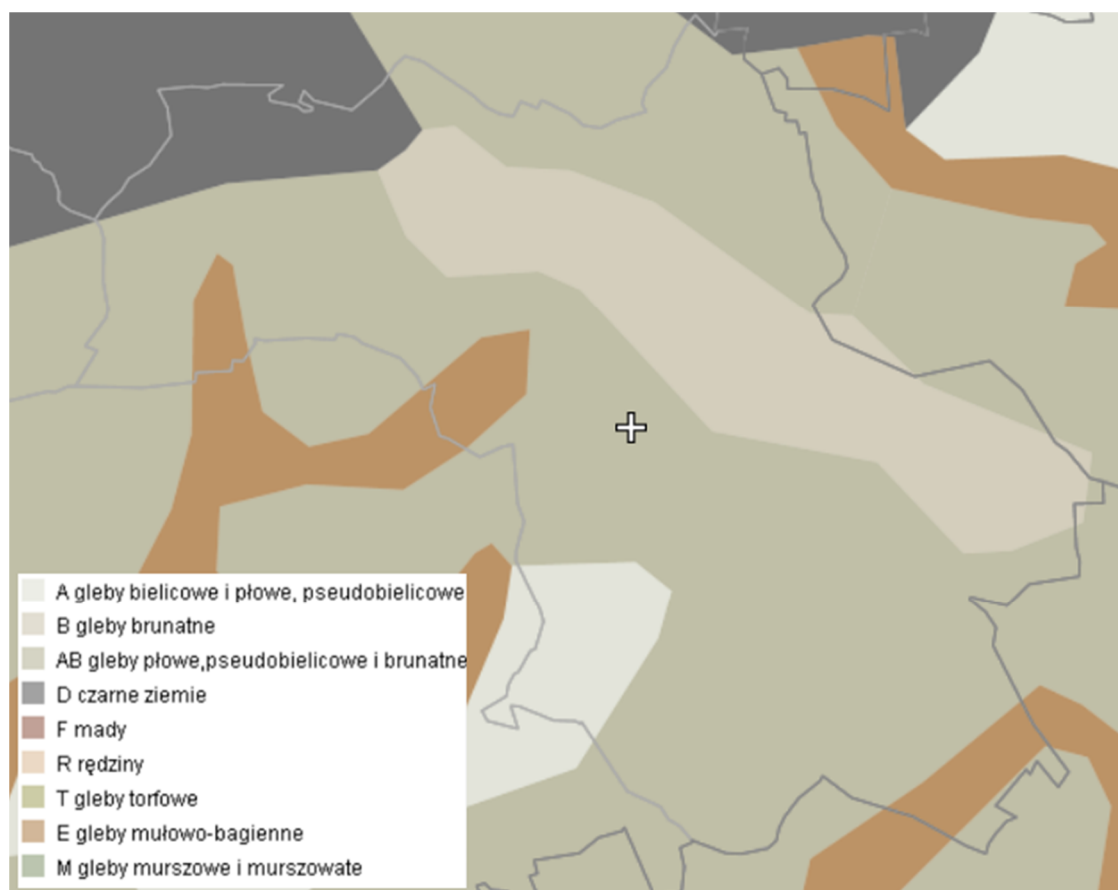 A gleby bielicowe i płowe, pseudobielicowe
B gleby brunatne
AB gleby płowe,pseudobielicowe i brunatne
D czarne ziemie
F mady
R rędziny
T gleby torfowe
E gleby mułowo-bagienne
M gleby murszowe i murszowate